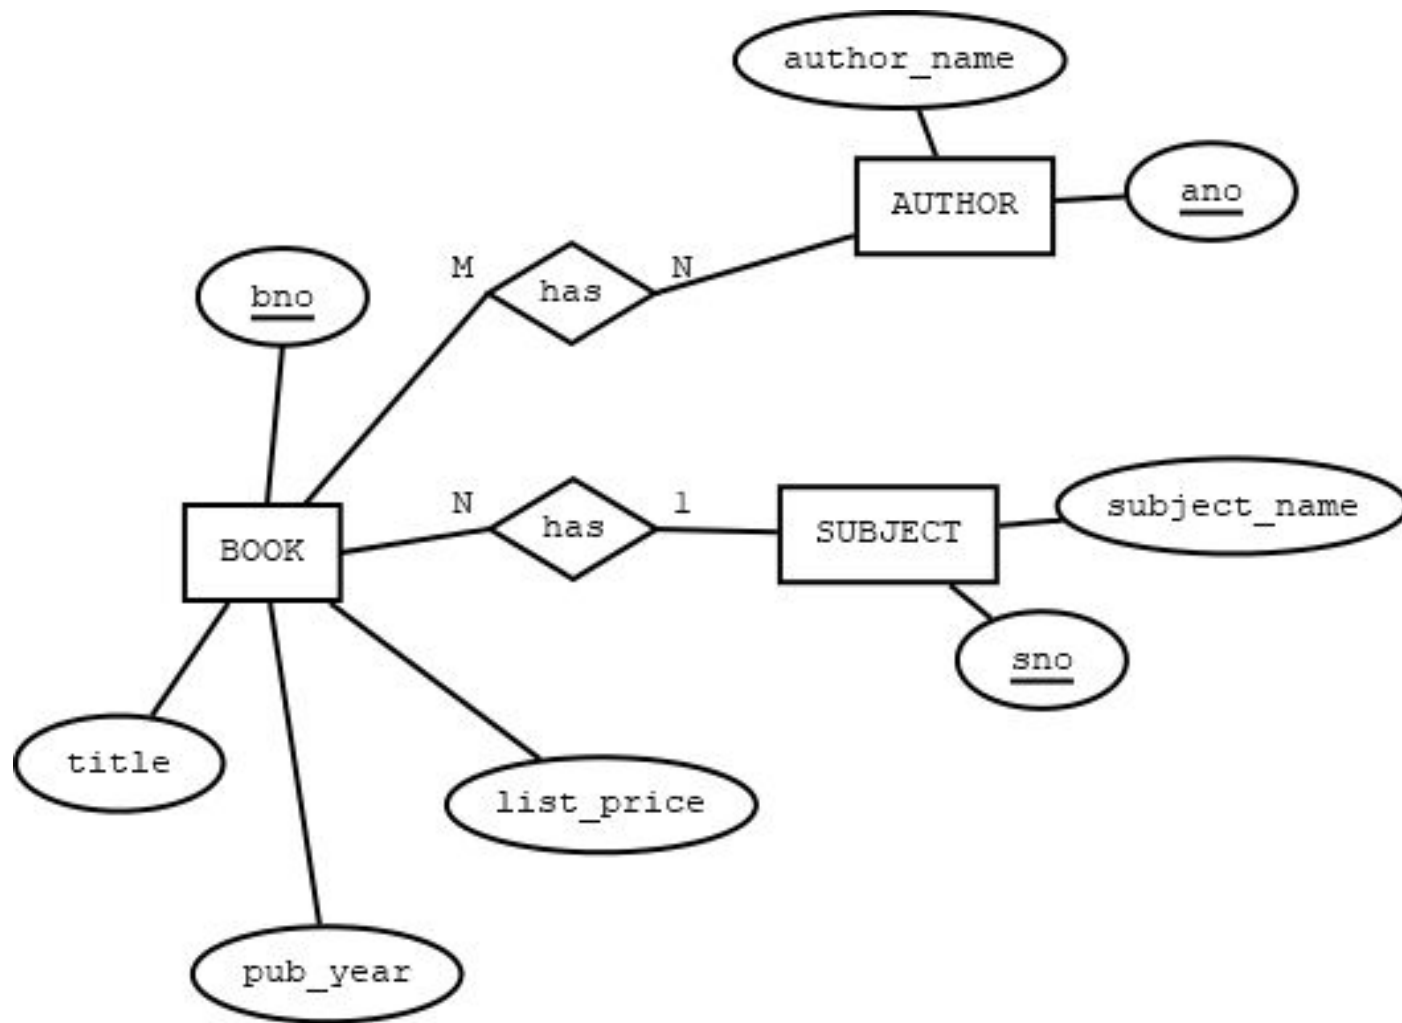 author_name
AUTHOR
ano
M
has
N
bno
N
has
1
SUBJECT
subject_name
BOOK
sno
title
list_price
pub_year